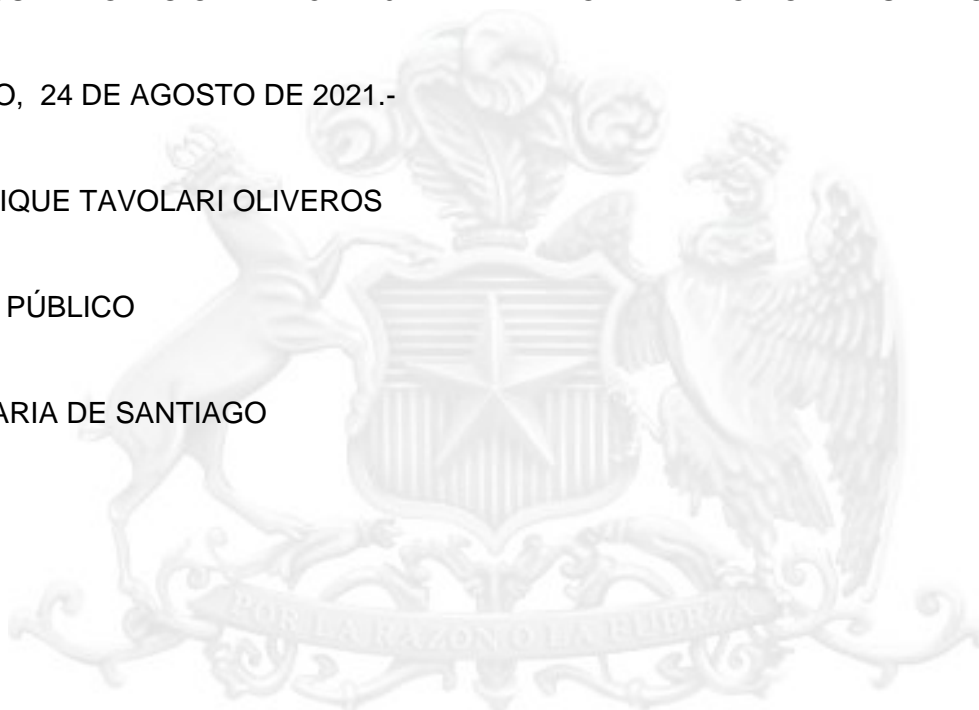 O, 24 DE AGOSTO DE 2021.-
IQUE TAVOLARI OLIVEROS
PÚBLICO
ARIA DE SANTIAGO
POR LA RAZON O LA FUERZA